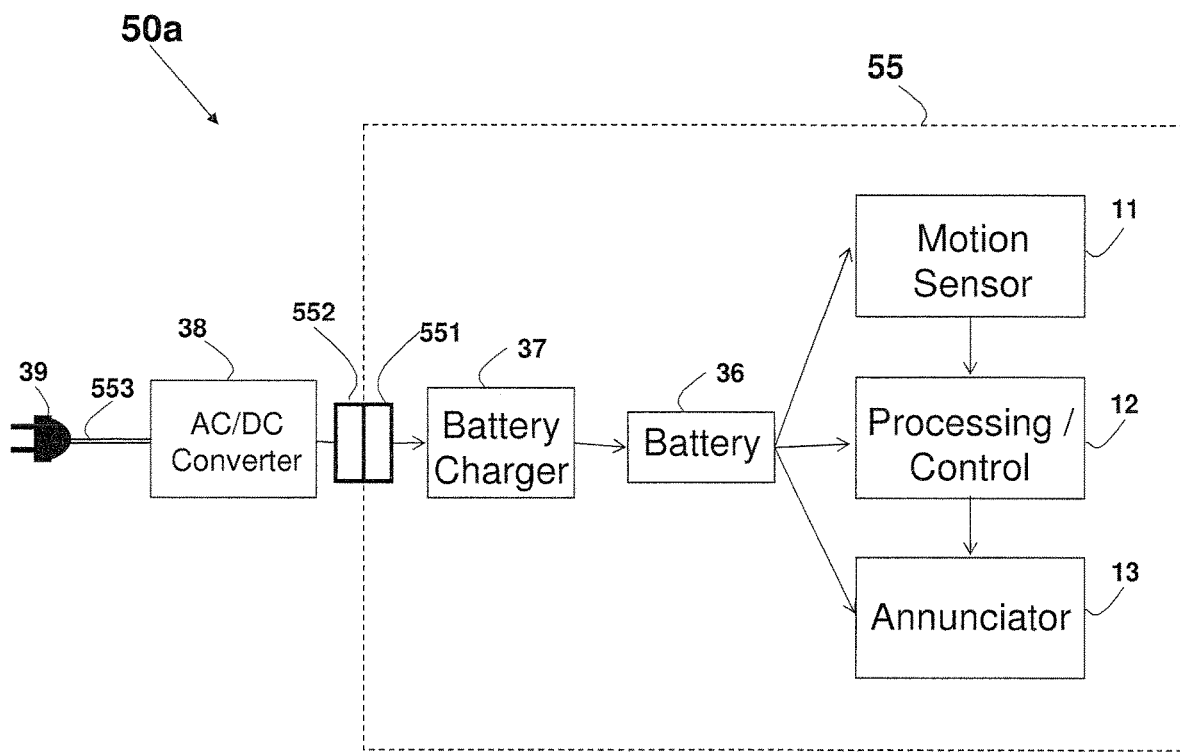 50a
55
11
Motion
Sensor
552
551
38
37
39
553
36
12
AC/DC
Converter
Battery
Charger
Battery
Processing /
Control
13
Annunciator